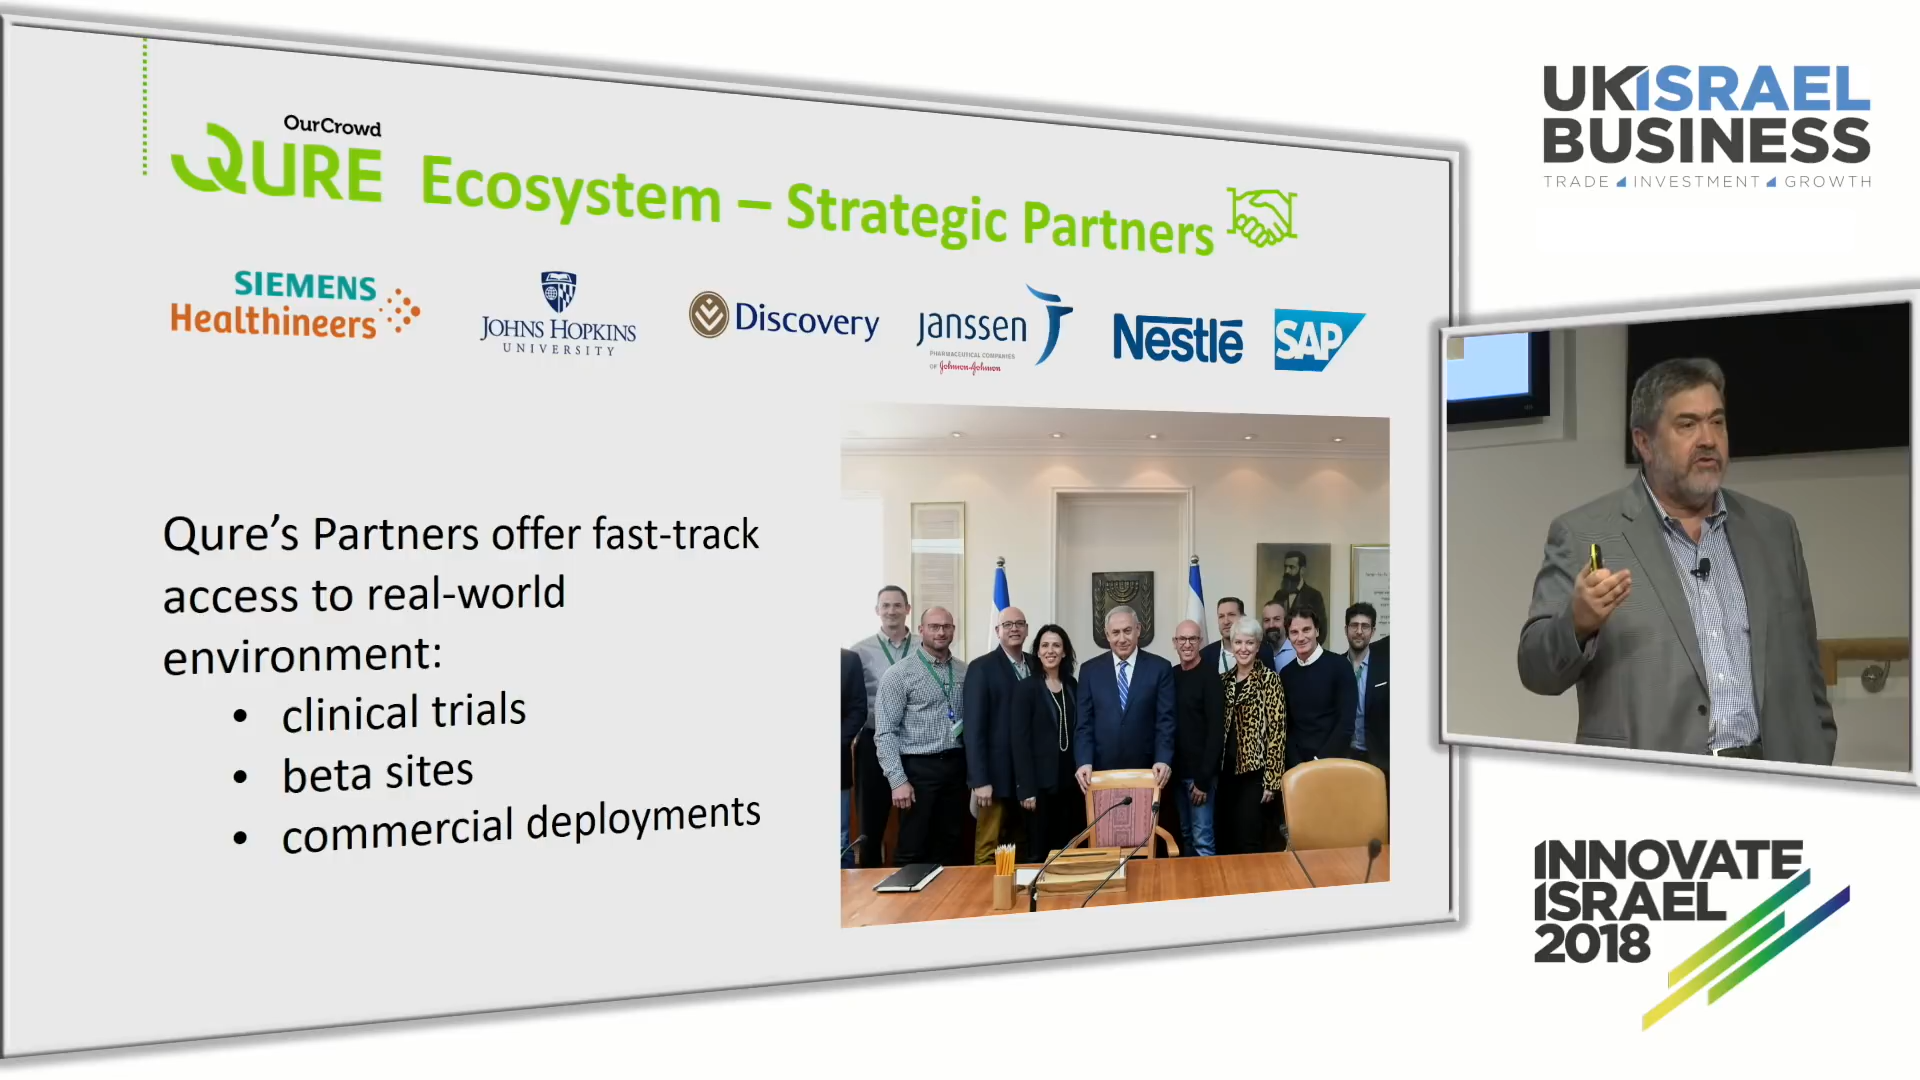 OurCrowd
QURE Ecosystem – Strategic Partners
SIEMENS
Healthineers
JOHNS HOPKINS
UNIVERSITY
Discovery
janssen
PHARMACEUTICAL COMPANIES
OF Johnson-Johnson
Nestlé
SAP
Qure's Partners offer fast-track
access to real-world
environment:
• clinical trials
• beta sites
• commercial deployments
UKISRAEL
BUSINESS
TRADE INVESTMENT GROWTH
INNOVATE
ISRAEL
2018